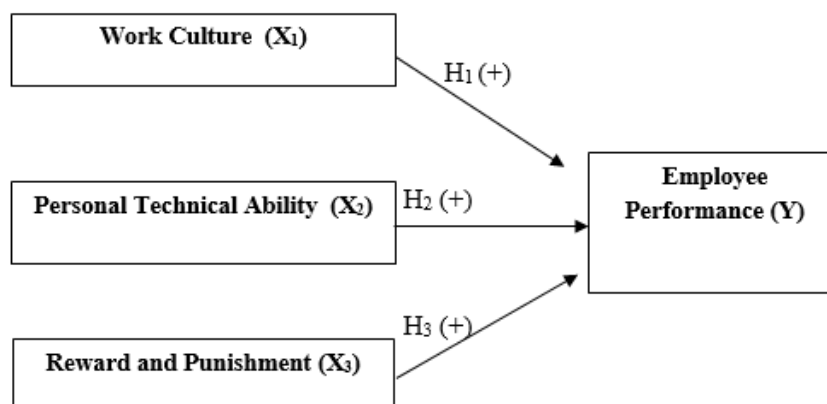 Work Culture (X₁)
H₁ (+)
Employee
Performance (Y)
Personal Technical Ability (X₂)
H₂ (+)
H₃ (+)
Reward and Punishment (X₃)